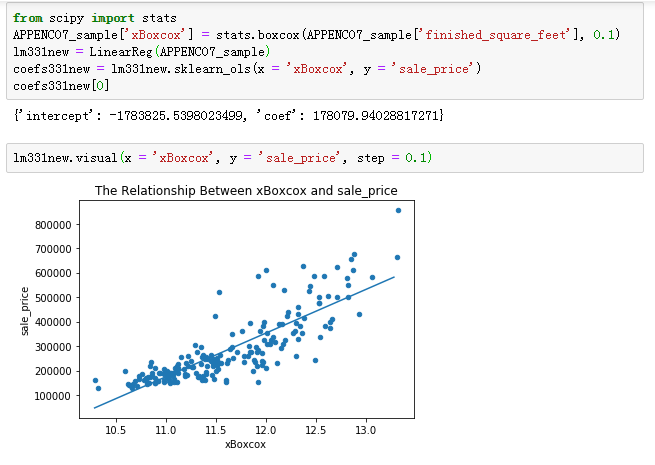 from scipy import stats
APPENC07_sample['xBoxcox'] = stats.boxcox(APPENC07_sample['finished_square_feet'], 0.1)
lm331new = LinearReg(APPENC07_sample)
coefs331new = lm331new.sklearn_ols(x = 'xBoxcox', y = 'sale_price')
coefs331new[0]
{'intercept': -1783825.5398023499, 'coef': 178079.94028817271}
lm331new.visual(x = 'xBoxcox', y = 'sale_price', step = 0.1)
The Relationship Between xBoxcox and sale_price
800000
700000
600000
500000
400000
300000
200000
100000
sale_price
10.5 11.0 11.5 12.0 12.5 13.0
xBoxcox